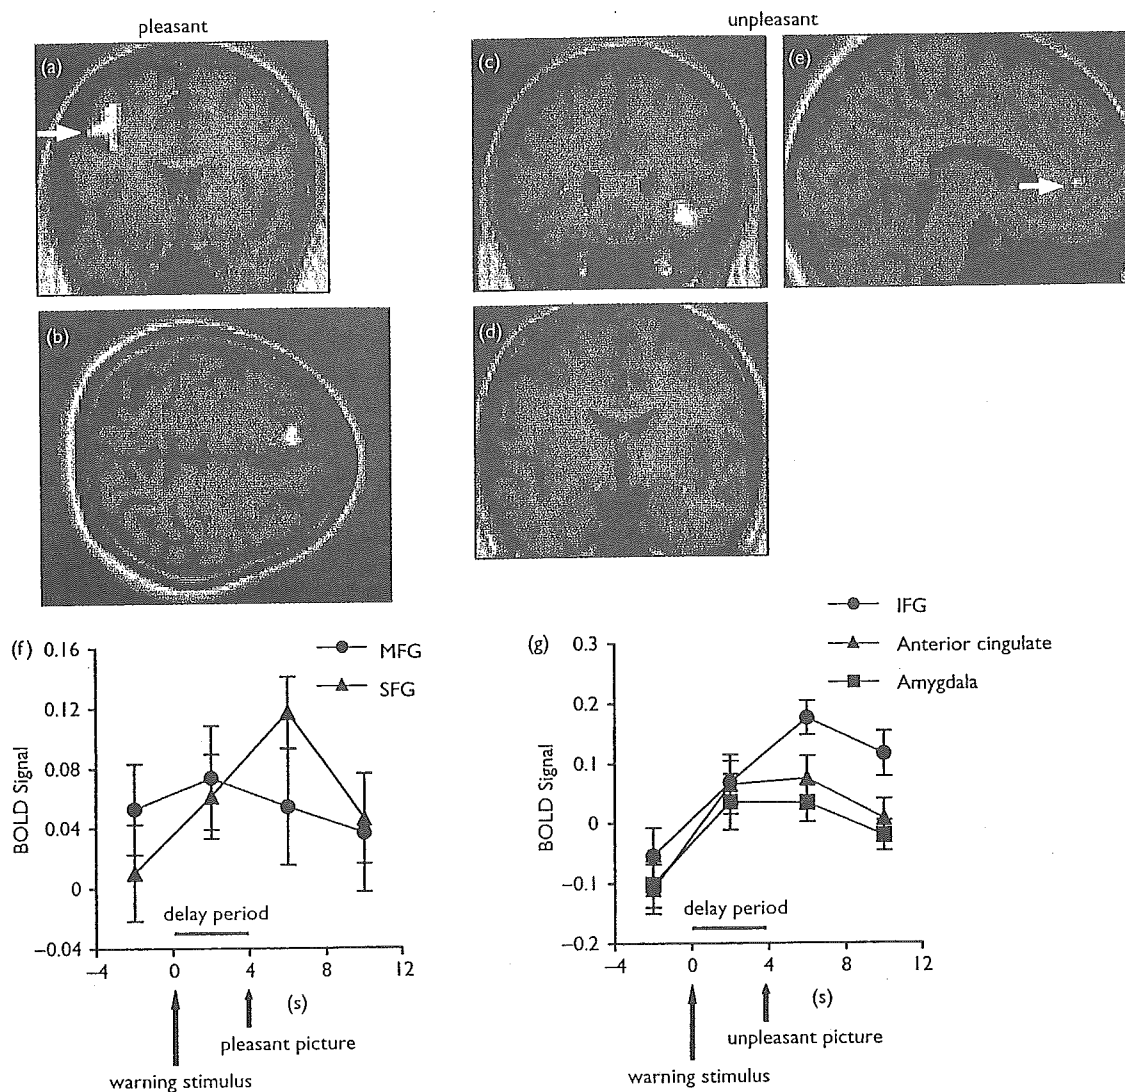 pleasant
unpleasant
(a)
(c)
(e)
(b)
(d)
(f)
0.16
0.12
0.08
0.04
0
−0.04
BOLD Signal
MFG
SFG
delay period
−4
0
4
8
12
(s)
pleasant picture
warning stimulus
(g)
0.3
0.2
0.1
0
−0.1
−0.2
BOLD Signal
IFG
Anterior cingulate
Amygdala
delay period
−4
0
4
8
12
(s)
unpleasant picture
warning stimulus